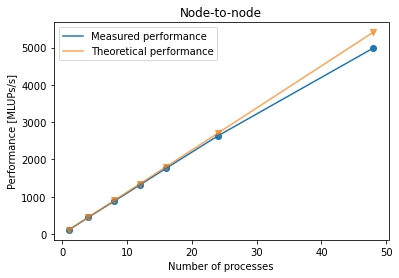 Node-to-node
Measured performance
Theoretical performance
Performance [MLUPs/s]
5000
4000
3000
2000
1000
0
0
10
20
30
40
50
Number of processes